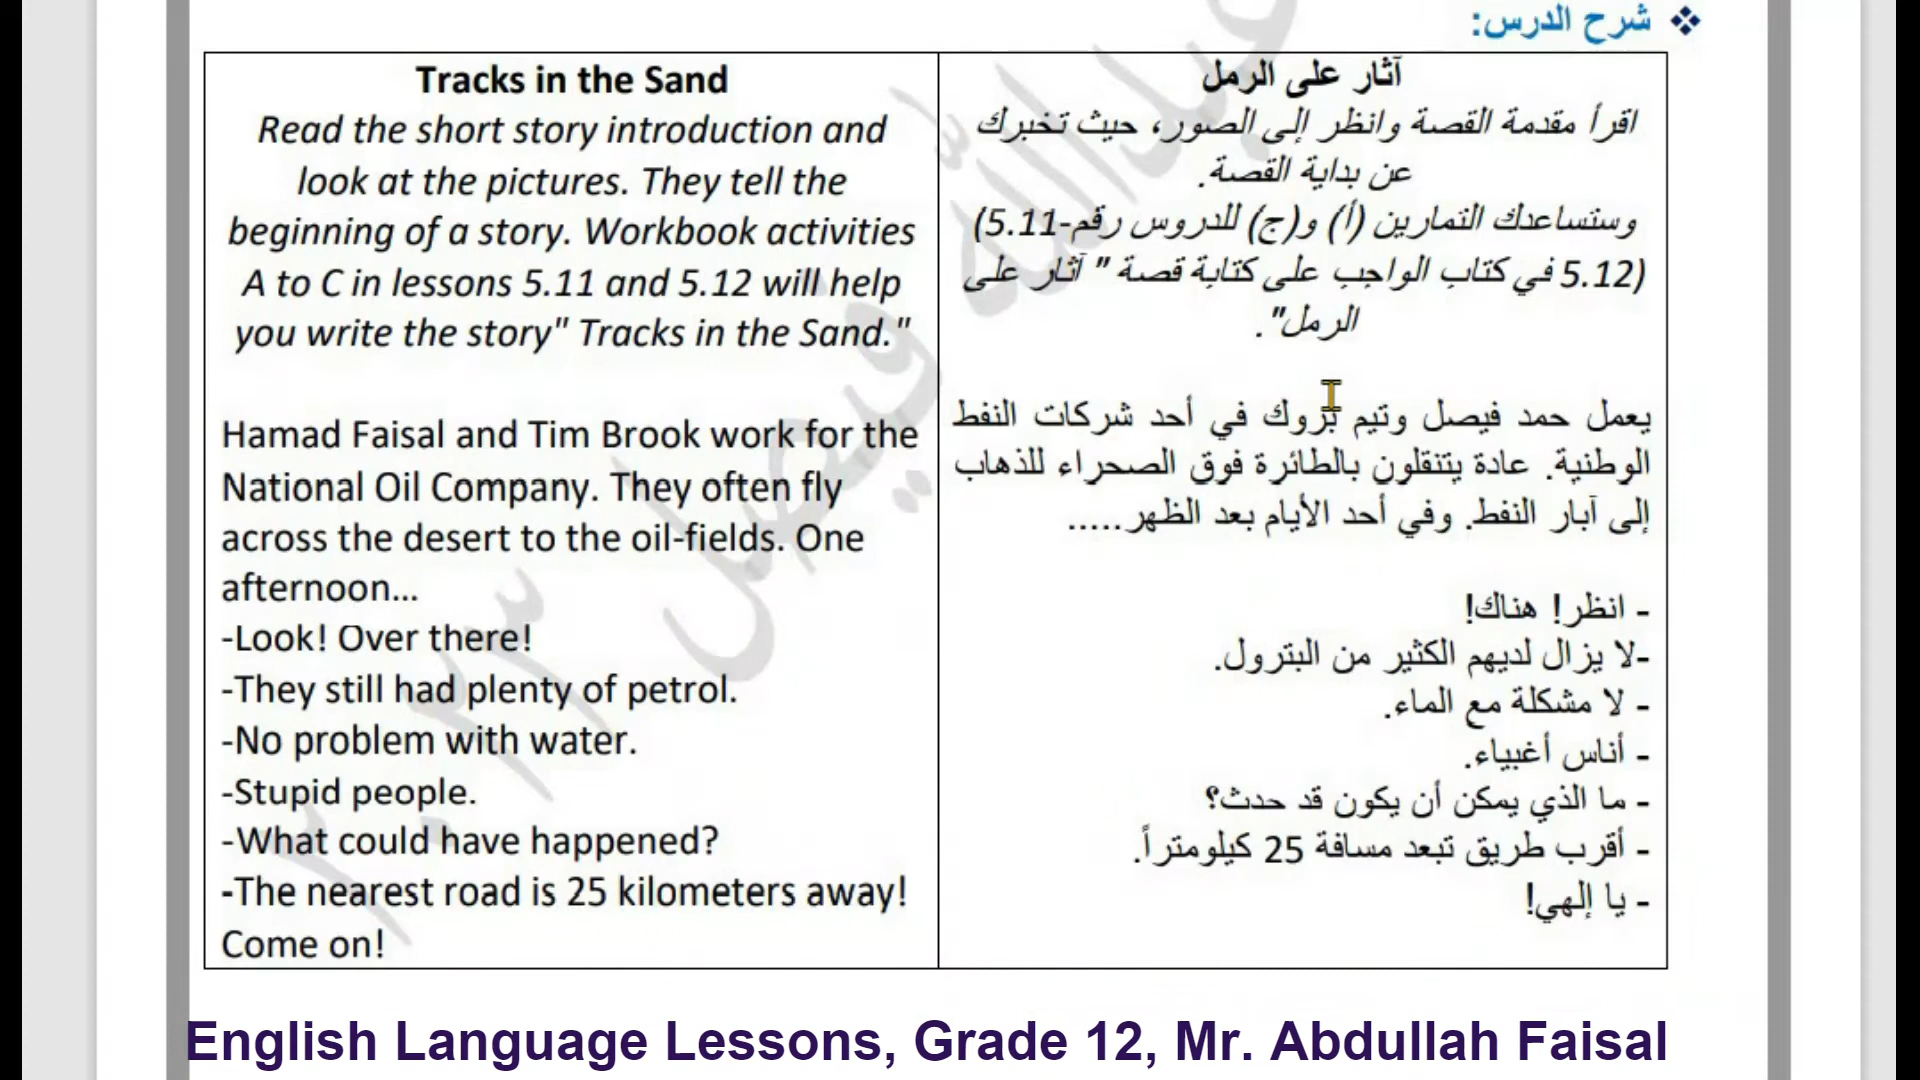 ❖ شرح الدرس:
Tracks in the Sand
Read the short story introduction and
look at the pictures. They tell the
beginning of a story. Workbook activities
A to C in lessons 5.11 and 5.12 will help
you write the story" Tracks in the Sand."
Hamad Faisal and Tim Brook work for the
National Oil Company. They often fly
across the desert to the oil-fields. One
afternoon...
-Look! Over there!
-They still had plenty of petrol.
-No problem with water.
-Stupid people.
-What could have happened?
-The nearest road is 25 kilometers away!
Come on!
آثار على الرمل
اقرأ مقدمة القصة وانظر إلى الصور، حيث تخبرك
عن بداية القصة.
وستساعدك التمارين (أ) و(ج) للدروس رقم-5.11)
(5.12 في كتاب الواجب على كتابة قصة " آثار على
الرمل".
يعمل حمد فيصل وتيم بروك في أحد شركات النفط
الوطنية. عادة يتنقلون بالطائرة فوق الصحراء للذهاب
إلى آبار النفط. وفي أحد الأيام بعد الظهر.....
- انظر! هناك!
-لا يزال لديهم الكثير من البترول.
- لا مشكلة مع الماء.
- أناس أغبياء.
- ما الذي يمكن أن يكون قد حدث؟
- أقرب طريق تبعد مسافة 25 كيلومتراً.
- يا إلهي!
عبدالله فيصل ٢٠٢٣
English Language Lessons, Grade 12, Mr. Abdullah Faisal